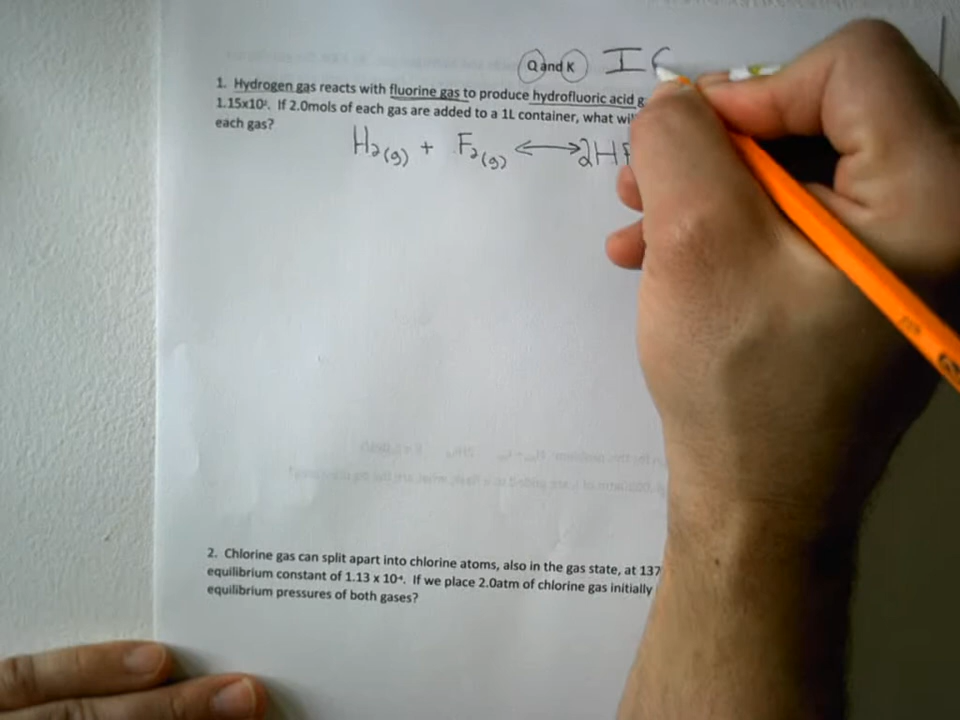 Q and K I C
1. Hydrogen gas reacts with fluorine gas to produce hydrofluoric acid g
1.15x10². If 2.0mols of each gas are added to a 1L container, what wi
each gas?
H₂(g) + F₂(g) ⟷ 2HF
2. Chlorine gas can split apart into chlorine atoms, also in the gas state, at 137
equilibrium constant of 1.13 x 10⁻⁴. If we place 2.0atm of chlorine gas initially
equilibrium pressures of both gases?